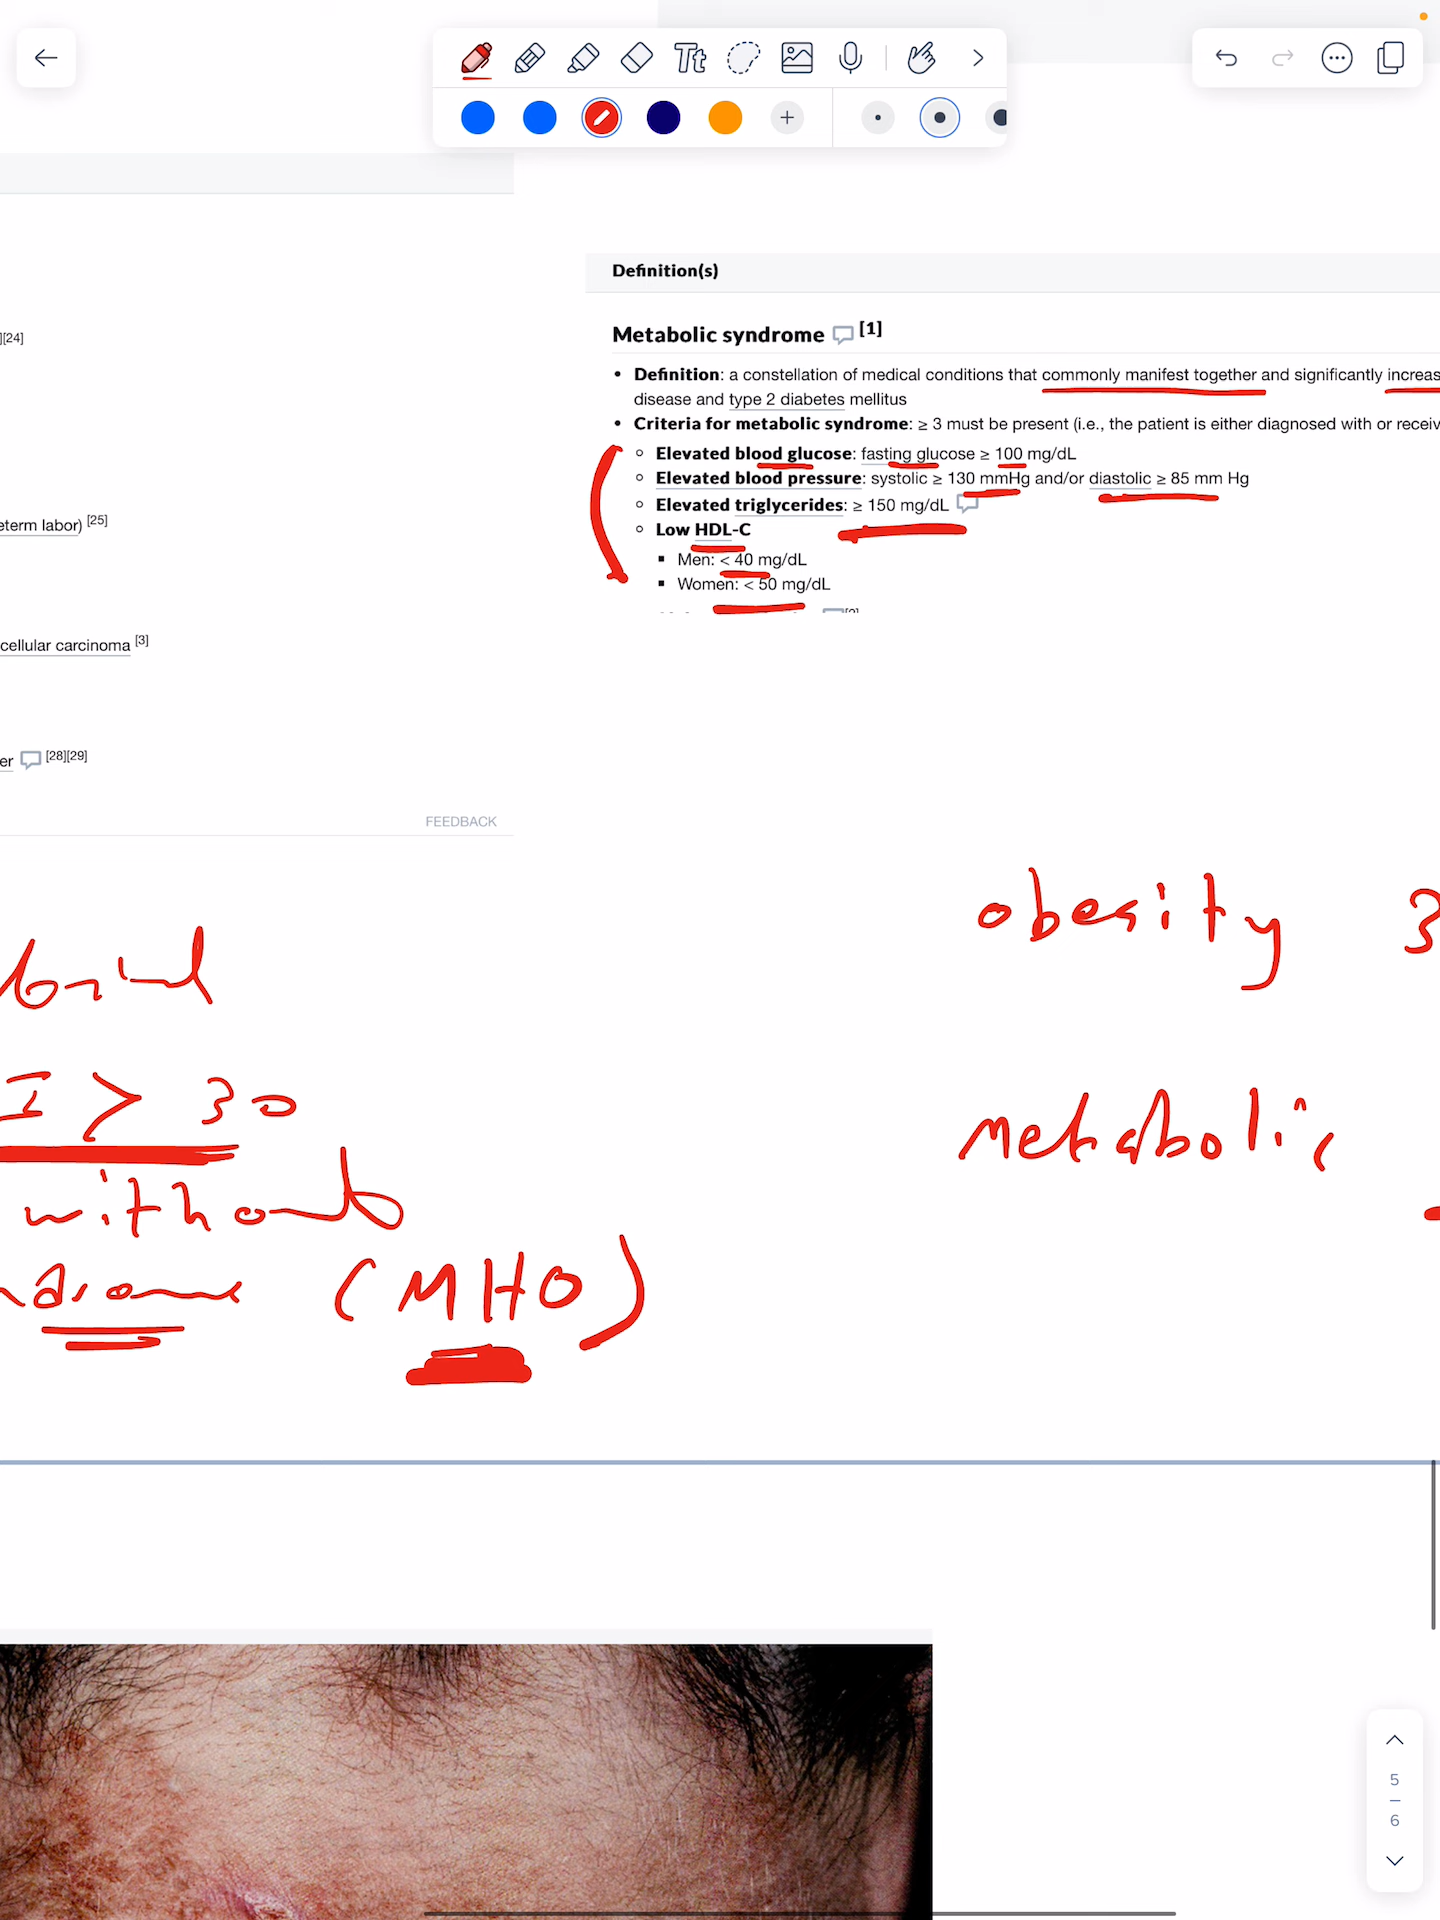 Tt
Definition(s)
Metabolic syndrome [1]
][24]
• Definition: a constellation of medical conditions that commonly manifest together and significantly increas
disease and type 2 diabetes mellitus
• Criteria for metabolic syndrome: ≥ 3 must be present (i.e., the patient is either diagnosed with or receiv
Elevated blood glucose: fasting glucose ≥ 100 mg/dL
Elevated blood pressure: systolic ≥ 130 mmHg and/or diastolic ≥ 85 mm Hg
Elevated triglycerides: ≥ 150 mg/dL
Low HDL-C
Men: < 40 mg/dL
Women: < 50 mg/dL
eterm labor) [25]
cellular carcinoma [3]
er [28][29]
FEEDBACK
obesity 3
I > 30
metabolic
without
(MHO)
5
6